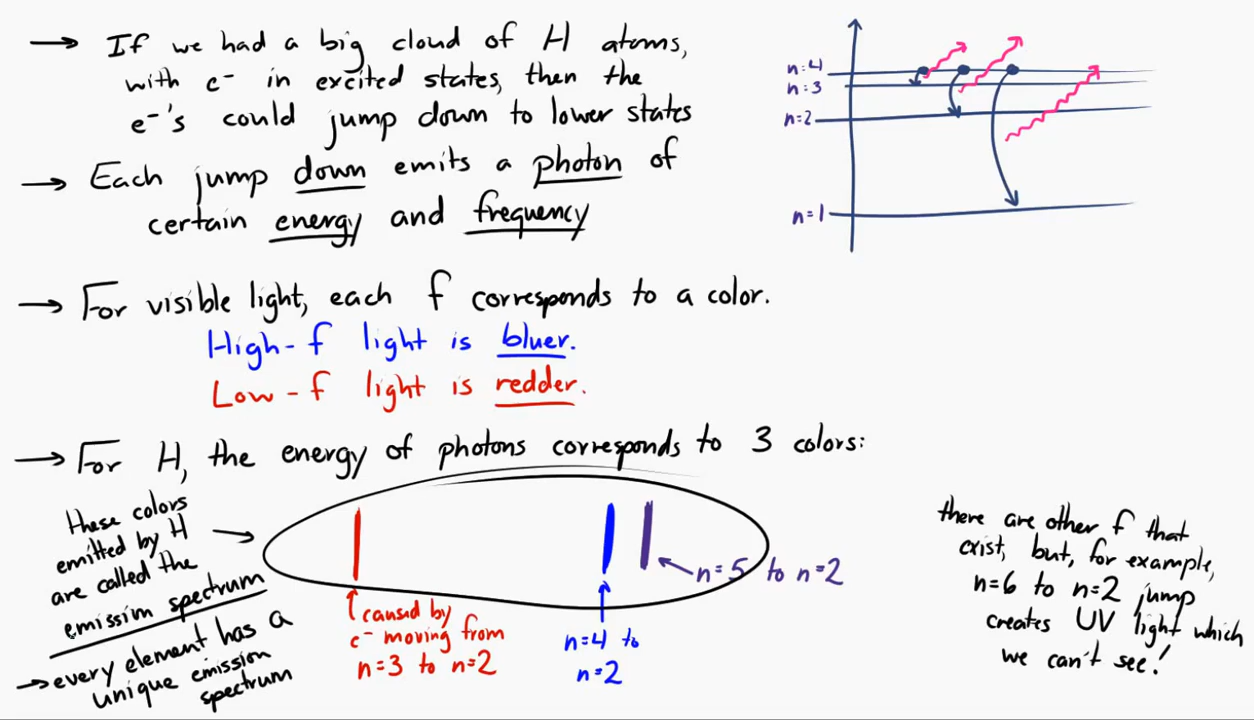 → If we had a big cloud of H atoms,
with e⁻ in excited states, then the
e⁻'s could jump down to lower states
→ Each jump down emits a photon of
certain energy and frequency
n=4
n=3
n=2
n=1
→ For visible light, each f corresponds to a color.
High-f light is bluer.
Low-f light is redder.
→ For H, the energy of photons corresponds to 3 colors:
these colors
emitted by H
are called the
emission spectrum
→ every element has a
unique emission
spectrum
caused by
e⁻ moving from
n=3 to n=2
n=4 to
n=2
n=5 to n=2
there are other f that
exist, but, for example,
n=6 to n=2 jump
creates UV light which
we can't see!